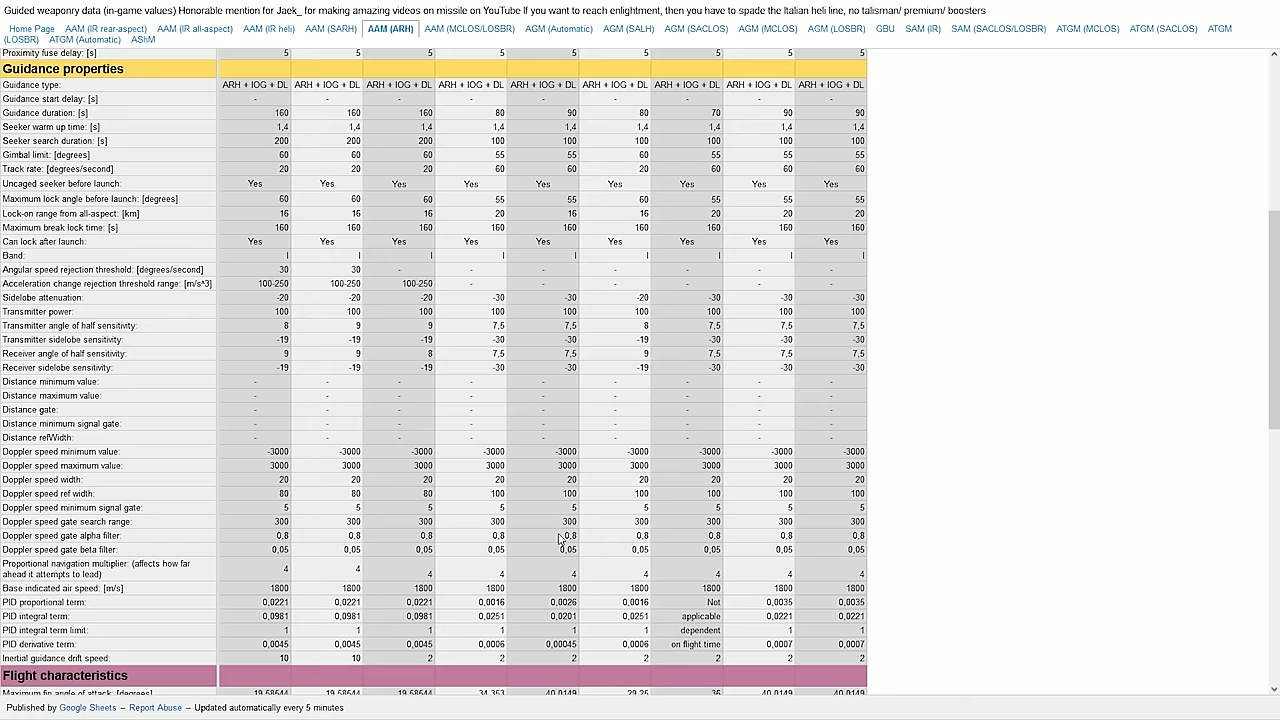 Guided weaponry data (in-game values) Honorable mention for Jaek_ for making amazing videos on missile on YouTube If you want to reach enlightment, then you have to spade the Italian heli line, no talisman/ premium/ boosters
Home Page AAM (IR rear-aspect) AAM (IR all-aspect) AAM (IR heli) AAM (SARH) AAM (ARH) AAM (MCLOS/LOSBR) AGM (Automatic) AGM (SALH) AGM (SACLOS) AGM (MCLOS) AGM (LOSBR) GBU SAM (IR) SAM (SACLOS/LOSBR) ATGM (MCLOS) ATGM (SACLOS) ATGM
(LOSBR) ATGM (Automatic) AShM
Proximity fuse delay: [s] 5 5 5 5 5 5 5 5 5
Guidance properties
Guidance type: ARH + IOG + DL ARH + IOG + DL ARH + IOG + DL ARH + IOG + DL ARH + IOG + DL ARH + IOG + DL ARH + IOG + DL ARH + IOG + DL ARH + IOG + DL
Guidance start delay: [s] - - - - - - - - -
Guidance duration: [s] 160 160 160 80 90 80 70 90 90
Seeker warm up time: [s] 1,4 1,4 1,4 1,4 1,4 1,4 1,4 1,4 1,4
Seeker search duration: [s] 200 200 200 100 100 100 100 100 100
Gimbal limit: [degrees] 60 60 60 55 55 60 55 55 55
Track rate: [degrees/second] 20 20 20 60 60 20 60 60 60
Uncaged seeker before launch: Yes Yes Yes Yes Yes Yes Yes Yes Yes
Maximum lock angle before launch: [degrees] 60 60 60 55 55 60 55 55 55
Lock-on range from all-aspect: [km] 16 16 16 20 16 16 20 20 20
Maximum break lock time: [s] 160 160 160 160 160 160 160 160 160
Can lock after launch: Yes Yes Yes Yes Yes Yes Yes Yes Yes
Band: I I I I I I I I I
Angular speed rejection threshold: [degrees/second] 30 30 - - - - - - -
Acceleration change rejection threshold range: [m/s^3] 100-250 100-250 100-250 - - - - - -
Sidelobe attenuation: -20 -20 -20 -30 -30 -20 -30 -30 -30
Transmitter power: 100 100 100 100 100 100 100 100 100
Transmitter angle of half sensitivity: 8 9 9 7,5 7,5 8 7,5 7,5 7,5
Transmitter sidelobe sensitivity: -19 -19 -19 -30 -30 -19 -30 -30 -30
Receiver angle of half sensitivity: 9 9 8 7,5 7,5 9 7,5 7,5 7,5
Receiver sidelobe sensitivity: -19 -19 -19 -30 -30 -19 -30 -30 -30
Distance minimum value: - - - - - - - - -
Distance maximum value: - - - - - - - - -
Distance gate: - - - - - - - - -
Distance minimum signal gate: - - - - - - - - -
Distance refWidth: - - - - - - - - -
Doppler speed minimum value: -3000 -3000 -3000 -3000 -3000 -3000 -3000 -3000 -3000
Doppler speed maximum value: 3000 3000 3000 3000 3000 3000 3000 3000 3000
Doppler speed width: 20 20 20 20 20 20 20 20 20
Doppler speed ref width: 80 80 80 100 100 100 100 100 100
Doppler speed minimum signal gate: 5 5 5 5 5 5 5 5 5
Doppler speed gate search range: 300 300 300 300 300 300 300 300 300
Doppler speed gate alpha filter: 0,8 0,8 0,8 0,8 0,8 0,8 0,8 0,8 0,8
Doppler speed gate beta filter: 0,05 0,05 0,05 0,05 0,05 0,05 0,05 0,05 0,05
Proportional navigation multiplier: (affects how far
ahead it attempts to lead) 4 4 4 4 4 4 4 4 4
Base indicated air speed: [m/s] 1800 1800 1800 1800 1800 1800 1800 1800 1800
PID proportional term: 0,0221 0,0221 0,0221 0,0016 0,0026 0,0016 Not 0,0035 0,0035
PID integral term: 0,0981 0,0981 0,0981 0,0251 0,0201 0,0251 applicable 0,0221 0,0221
PID integral term limit: 1 1 1 1 1 1 dependent 1 1
PID derivative term: 0,0045 0,0045 0,0045 0,0006 0,00045 0,0006 on flight time 0,0007 0,0007
Inertial guidance drift speed: 10 10 2 2 2 2 2 2 2
Flight characteristics
Maximum fin angle of attack: [degrees] 19,58544 19,58544 19,58544 34,353 40,0149 29,25 36 40,0149 40,0149
Published by Google Sheets – Report Abuse – Updated automatically every 5 minutes